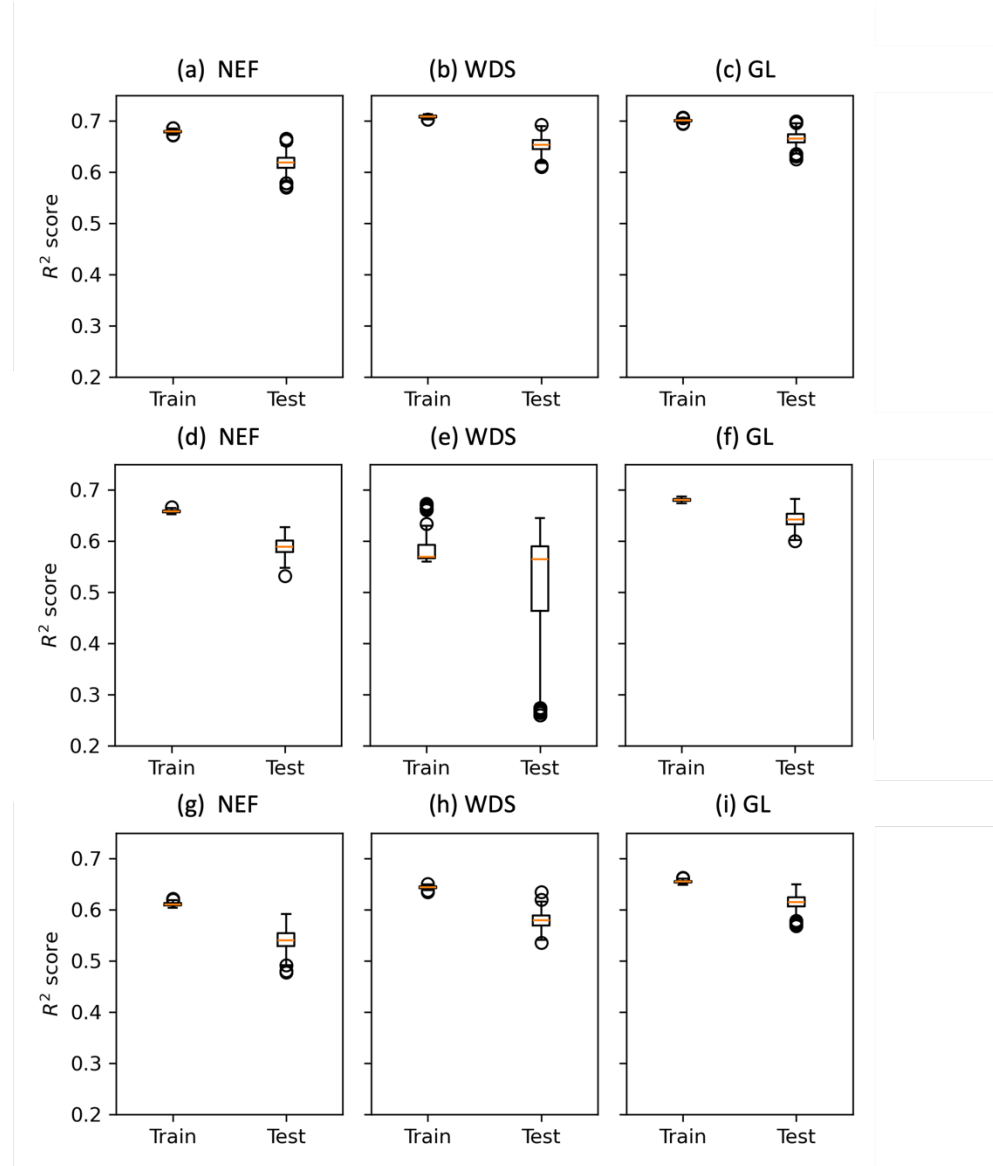 (a) NEF (b) WDS (c) GL
0.7
0.6
0.5
0.4
0.3
0.2
R² score
Train Test Train Test Train Test
(d) NEF (e) WDS (f) GL
0.7
0.6
0.5
0.4
0.3
0.2
R² score
Train Test Train Test Train Test
(g) NEF (h) WDS (i) GL
0.7
0.6
0.5
0.4
0.3
0.2
R² score
Train Test Train Test Train Test